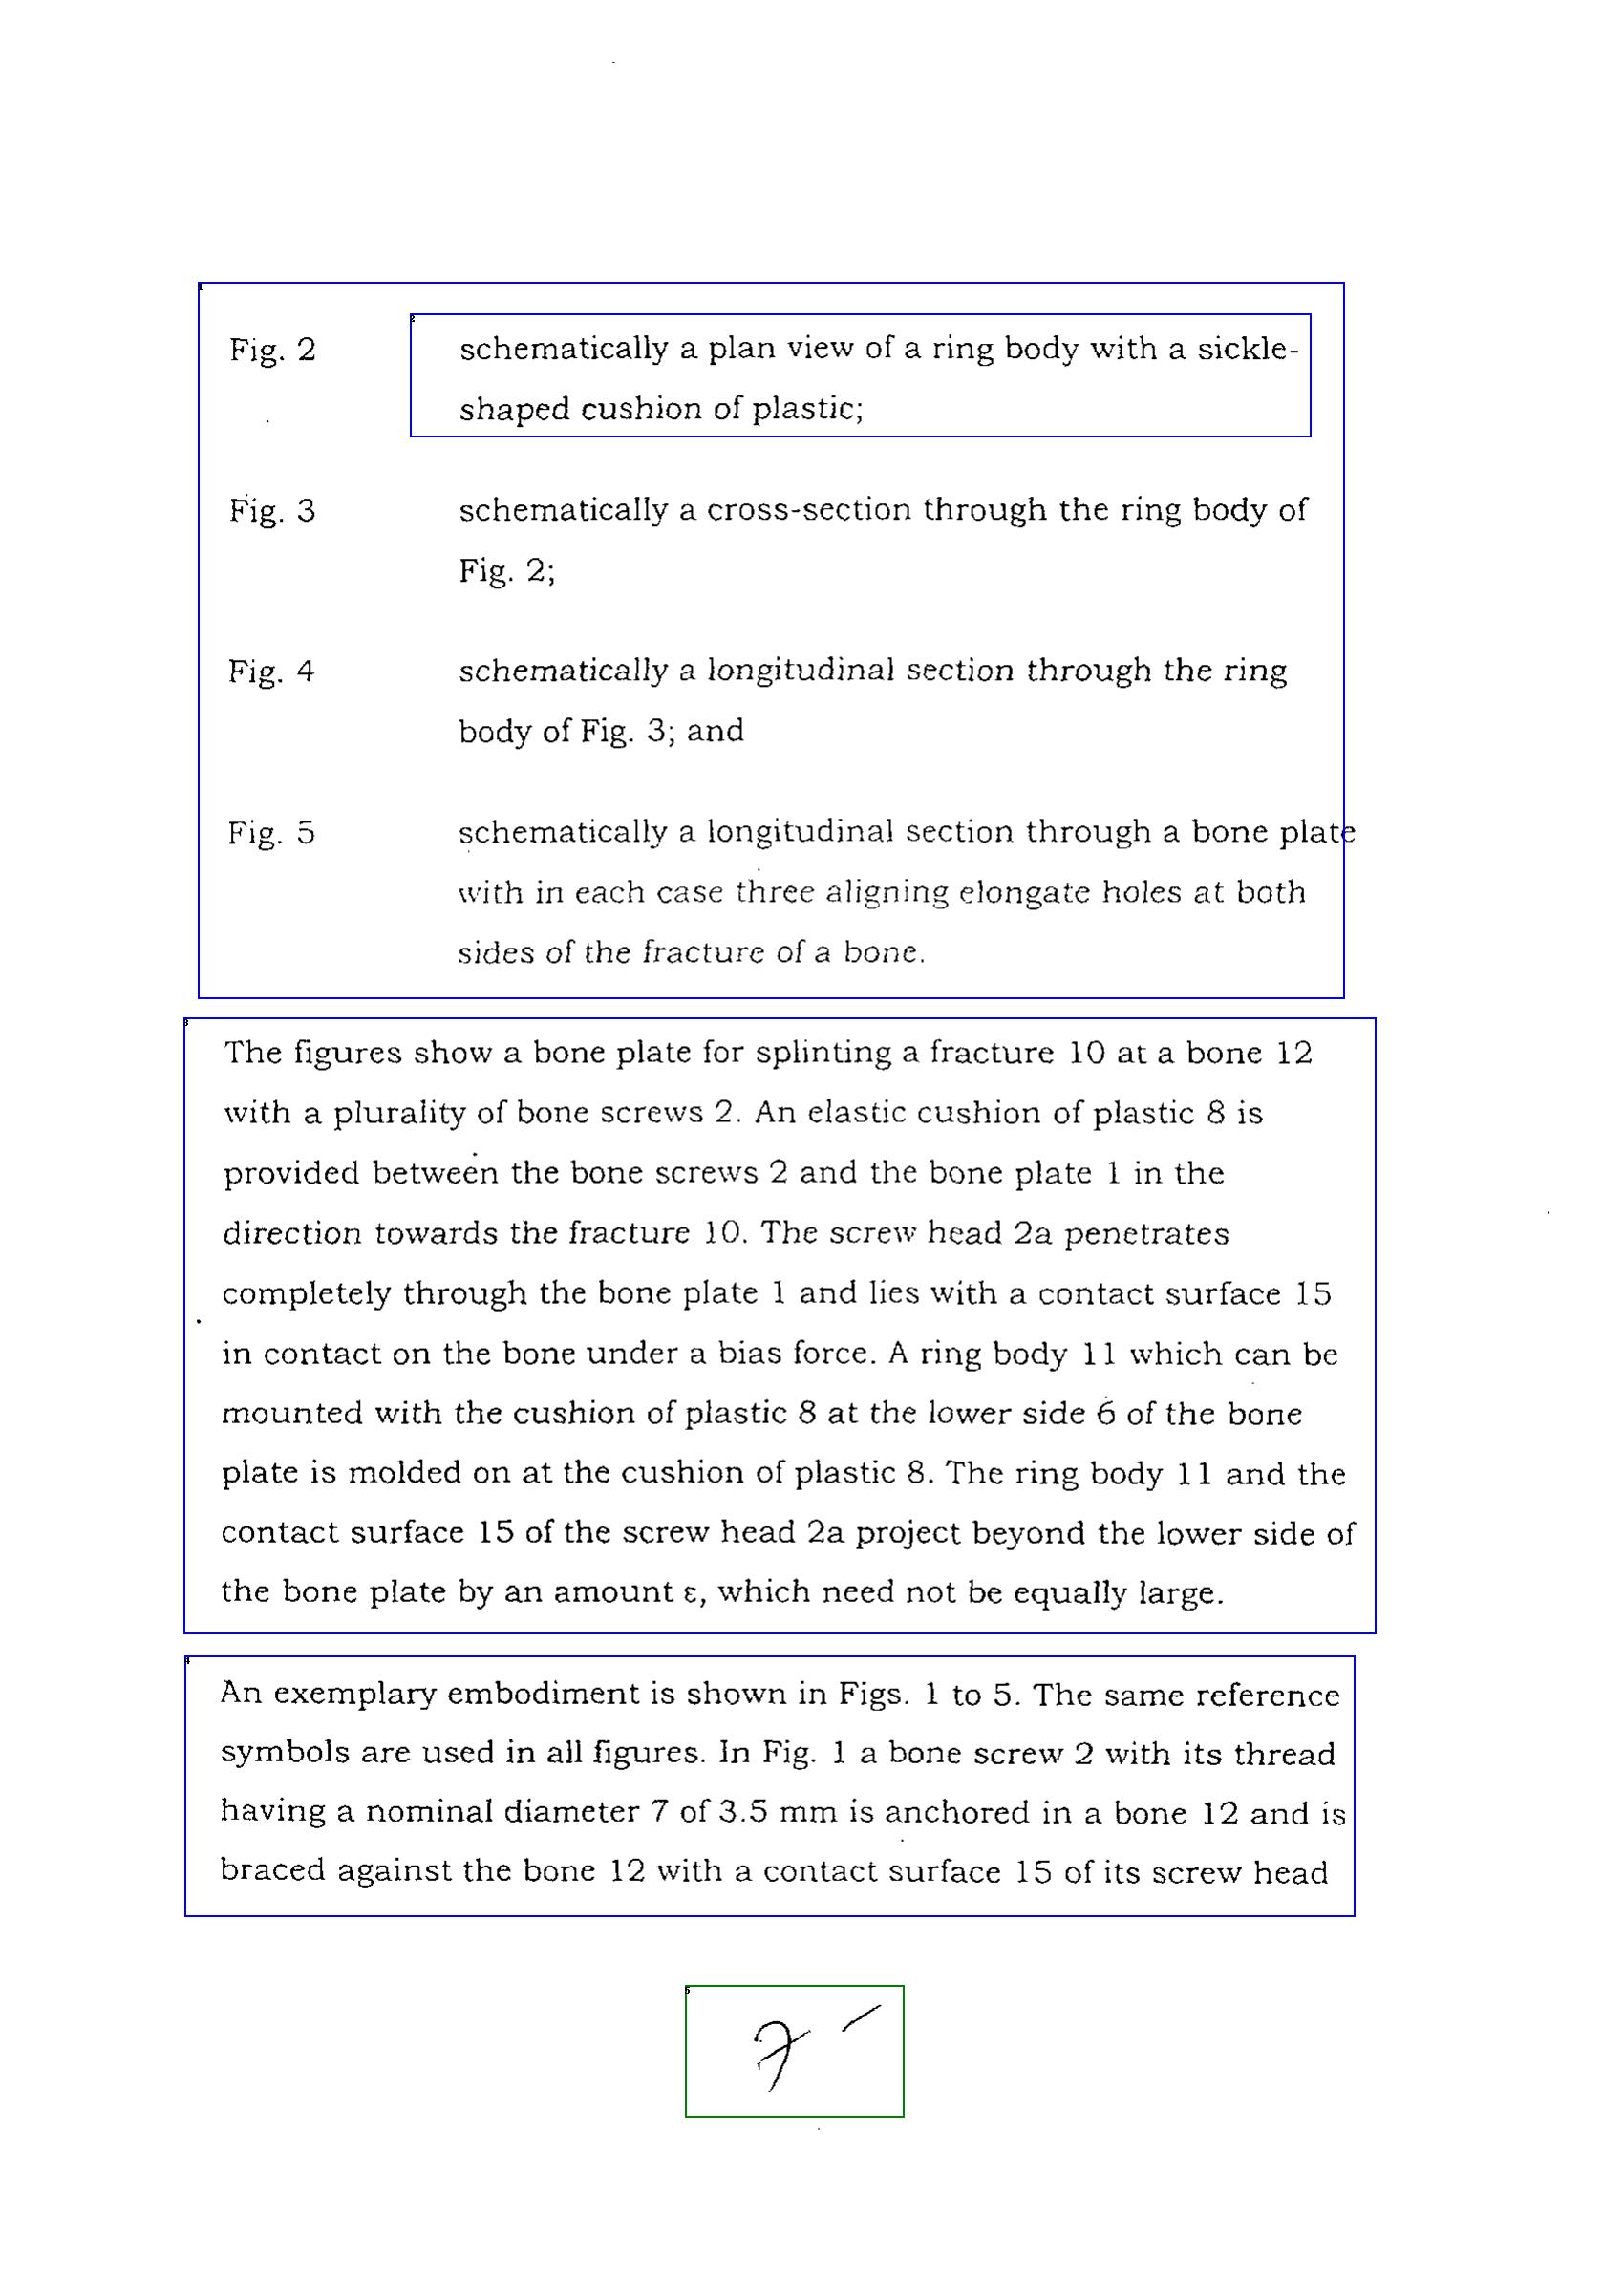 Fig. 2 schematically a plan view of a ring body with a sickle-
shaped cushion of plastic;
Fig. 3 schematically a cross-section through the ring body of
Fig. 2;
Fig. 4 schematically a longitudinal section through the ring
body of Fig. 3; and
Fig. 5 schematically a longitudinal section through a bone plate
with in each case three aligning elongate holes at both
sides of the fracture of a bone.
The figures show a bone plate for splinting a fracture 10 at a bone 12
with a plurality of bone screws 2. An elastic cushion of plastic 8 is
provided between the bone screws 2 and the bone plate 1 in the
direction towards the fracture 10. The screw head 2a penetrates
completely through the bone plate 1 and lies with a contact surface 15
in contact on the bone under a bias force. A ring body 11 which can be
mounted with the cushion of plastic 8 at the lower side 6 of the bone
plate is molded on at the cushion of plastic 8. The ring body 11 and the
contact surface 15 of the screw head 2a project beyond the lower side of
the bone plate by an amount ε, which need not be equally large.
An exemplary embodiment is shown in Figs. 1 to 5. The same reference
symbols are used in all figures. In Fig. 1 a bone screw 2 with its thread
having a nominal diameter 7 of 3.5 mm is anchored in a bone 12 and is
braced against the bone 12 with a contact surface 15 of its screw head
7